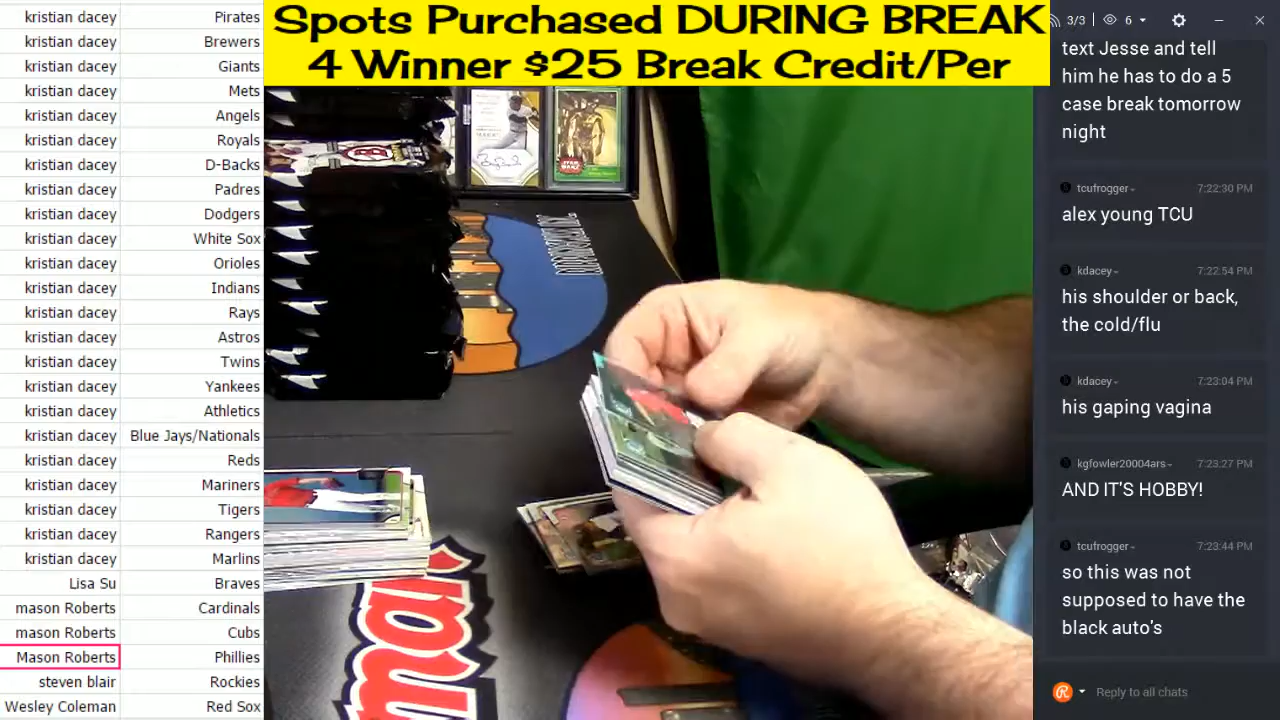 Spots Purchased DURING BREAK
4 Winner $25 Break Credit/Per
kristian dacey Pirates
kristian dacey Brewers
kristian dacey Giants
kristian dacey Mets
kristian dacey Angels
kristian dacey Royals
kristian dacey D-Backs
kristian dacey Padres
kristian dacey Dodgers
kristian dacey White Sox
kristian dacey Orioles
kristian dacey Indians
kristian dacey Rays
kristian dacey Astros
kristian dacey Twins
kristian dacey Yankees
kristian dacey Athletics
kristian dacey Blue Jays/Nationals
kristian dacey Reds
kristian dacey Mariners
kristian dacey Tigers
kristian dacey Rangers
kristian dacey Marlins
Lisa Su Braves
mason Roberts Cardinals
mason Roberts Cubs
Mason Roberts Phillies
steven blair Rockies
Wesley Coleman Red Sox
STAR WARS
3/3 6
text Jesse and tell
him he has to do a 5
case break tomorrow
night
tcufrogger 7:22:30 PM
alex young TCU
kdacey 7:22:54 PM
his shoulder or back,
the cold/flu
kdacey 7:23:04 PM
his gaping vagina
kgfowler20004ars 7:23:27 PM
AND IT'S HOBBY!
tcufrogger 7:23:44 PM
so this was not
supposed to have the
black auto's
Reply to all chats